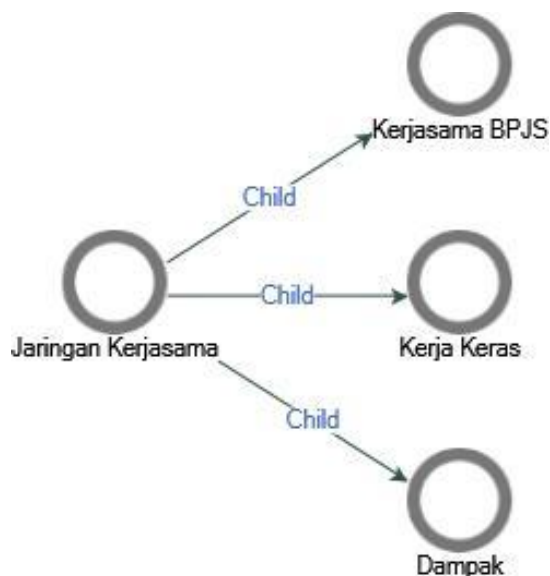 Kerjasama BPJS
Child
Child
Jaringan Kerjasama
Kerja Keras
Child
Dampak